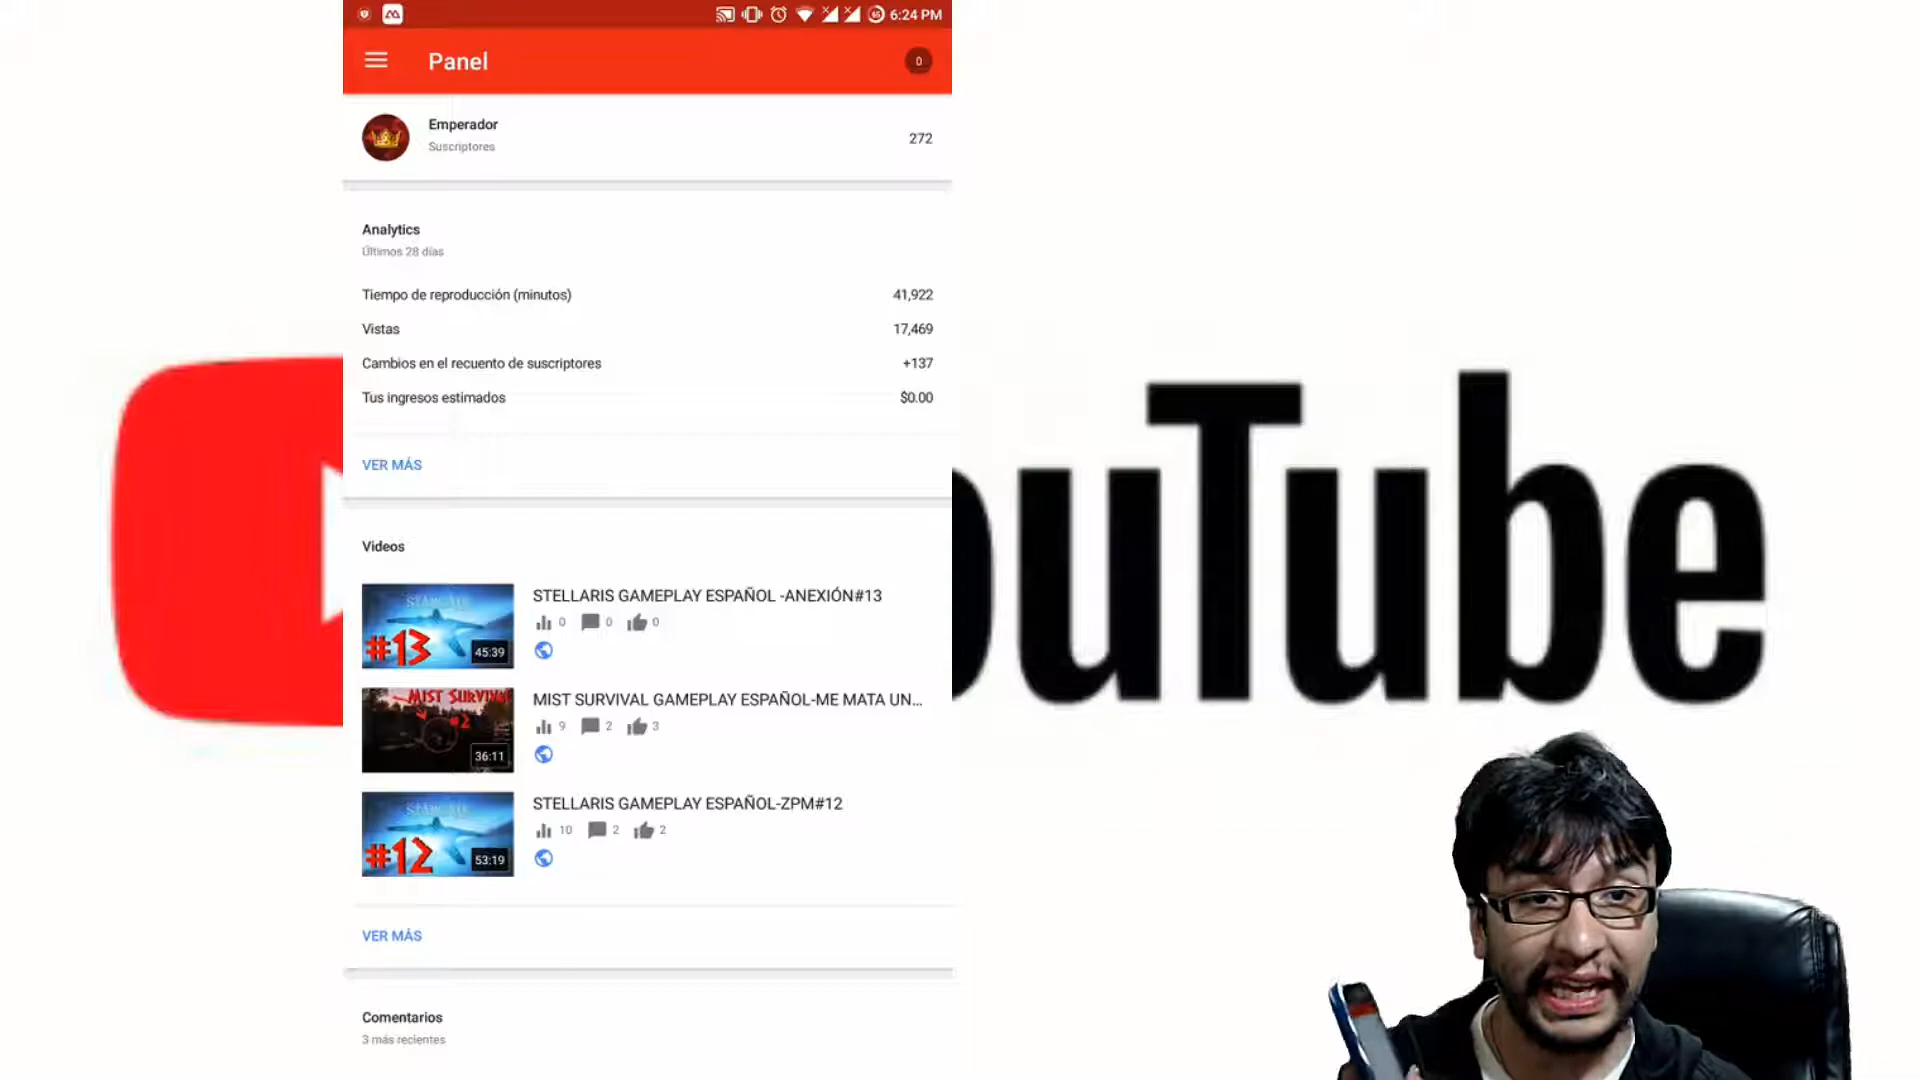 6:24 PM
Panel
0
Emperador
Suscriptores
272
Analytics
Últimos 28 días
Tiempo de reproducción (minutos) 41,922
Vistas 17,469
Cambios en el recuento de suscriptores +137
Tus ingresos estimados $0.00
VER MÁS
Videos
STELLARIS GAMEPLAY ESPAÑOL -ANEXIÓN#13
0 0 0
#13
45:39
MIST SURVIVAL GAMEPLAY ESPAÑOL-ME MATA UN...
9 2 3
MIST SURVIVAL
#2
36:11
STELLARIS GAMEPLAY ESPAÑOL-ZPM#12
10 2 2
#12
53:19
VER MÁS
Comentarios
3 más recientes
ouTube